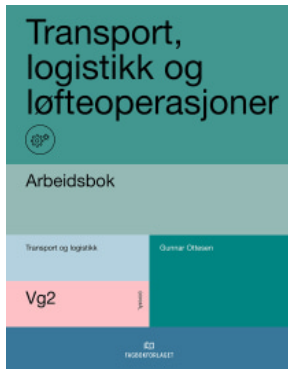 Transport,
logistikk og
løfteoperasjoner
Arbeidsbok
Transport og logistikk
Gunnar Ottesen
Vg2
FAGBOKFORLAGET